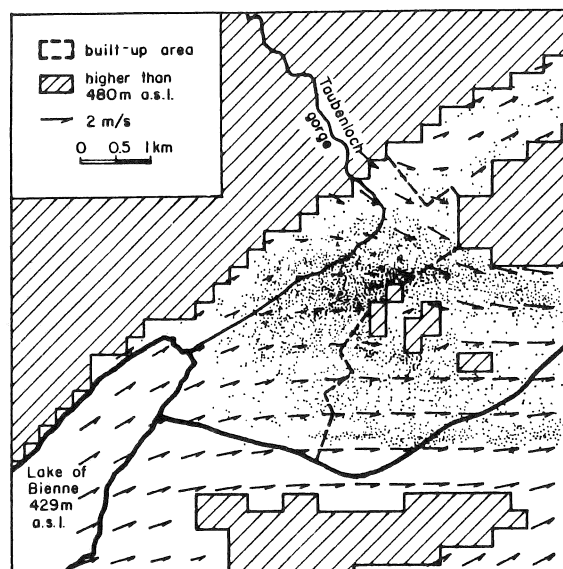 built-up area
higher than
480m a.s.l.
2 m/s
0 0.5 1km
Taubenloch
gorge
Lake of
Bienne
429m
a.s.l.